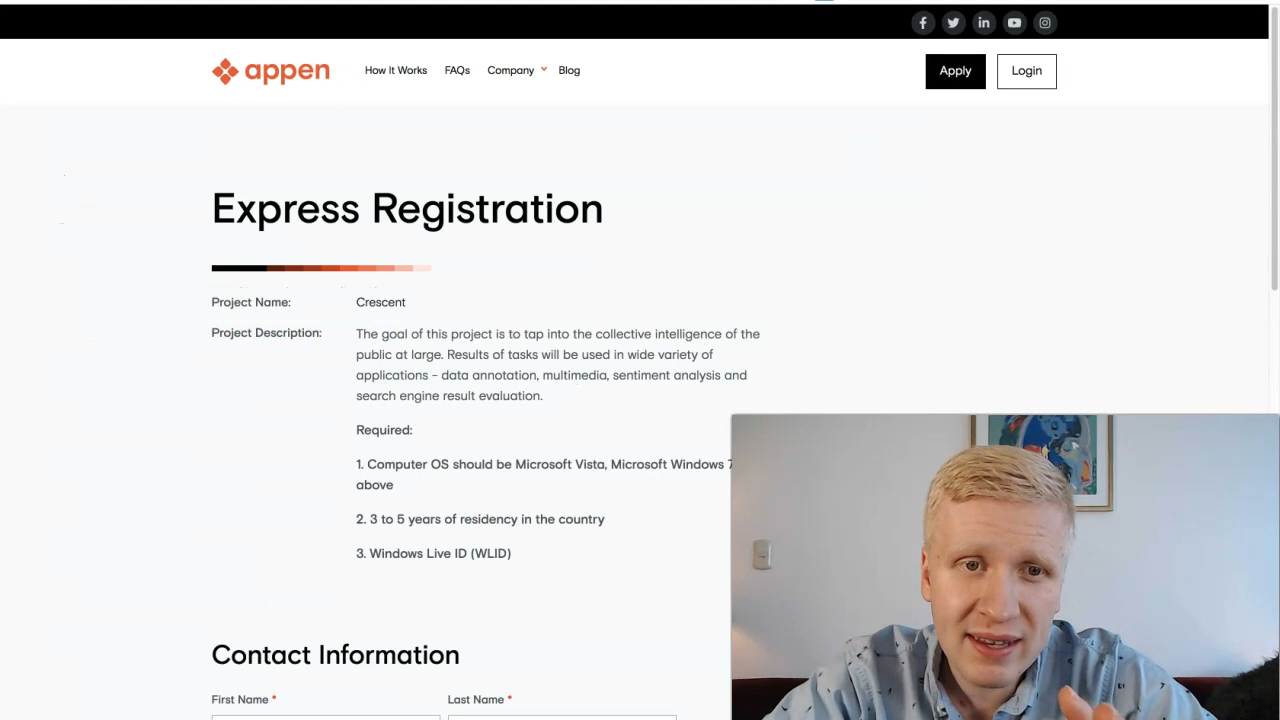 appen
How It Works
FAQs
Company
Blog
Apply
Login
Express Registration
Project Name:
Crescent
Project Description:
The goal of this project is to tap into the collective intelligence of the
public at large. Results of tasks will be used in wide variety of
applications - data annotation, multimedia, sentiment analysis and
search engine result evaluation.
Required:
1. Computer OS should be Microsoft Vista, Microsoft Windows 7
above
2. 3 to 5 years of residency in the country
3. Windows Live ID (WLID)
Contact Information
First Name *
Last Name *